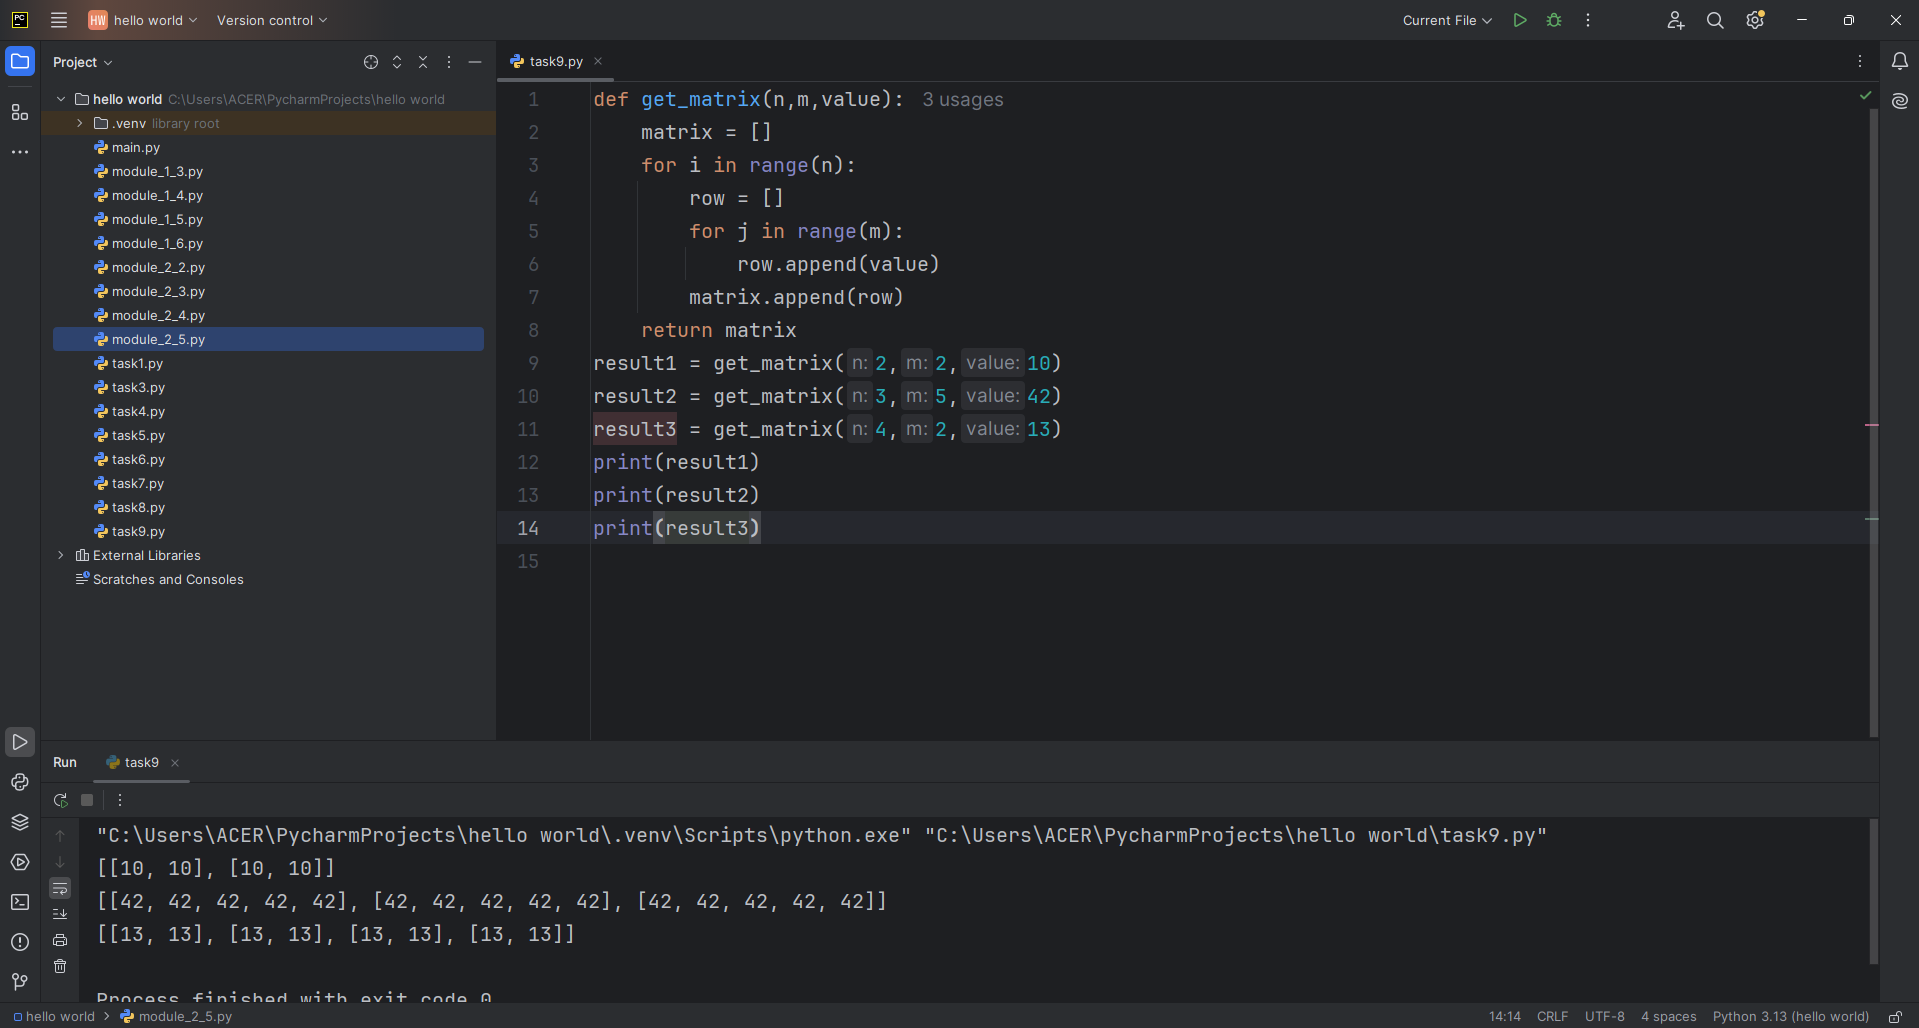 PC
HW hello world Version control Current File
Project
task9.py
hello world C:\Users\ACER\PycharmProjects\hello world
.venv library root
main.py
module_1_3.py
module_1_4.py
module_1_5.py
module_1_6.py
module_2_2.py
module_2_3.py
module_2_4.py
module_2_5.py
task1.py
task3.py
task4.py
task5.py
task6.py
task7.py
task8.py
task9.py
External Libraries
Scratches and Consoles
1 def get_matrix(n,m,value): 3 usages
2 matrix = []
3 for i in range(n):
4 row = []
5 for j in range(m):
6 row.append(value)
7 matrix.append(row)
8 return matrix
9 result1 = get_matrix( n: 2, m: 2, value: 10)
10 result2 = get_matrix( n: 3, m: 5, value: 42)
11 result3 = get_matrix( n: 4, m: 2, value: 13)
12 print(result1)
13 print(result2)
14 print(result3)
15
Run task9
"C:\Users\ACER\PycharmProjects\hello world\.venv\Scripts\python.exe" "C:\Users\ACER\PycharmProjects\hello world\task9.py"
[[10, 10], [10, 10]]
[[42, 42, 42, 42, 42], [42, 42, 42, 42, 42], [42, 42, 42, 42, 42]]
[[13, 13], [13, 13], [13, 13], [13, 13]]
Process finished with exit code 0
hello world module_2_5.py 14:14 CRLF UTF-8 4 spaces Python 3.13 (hello world)